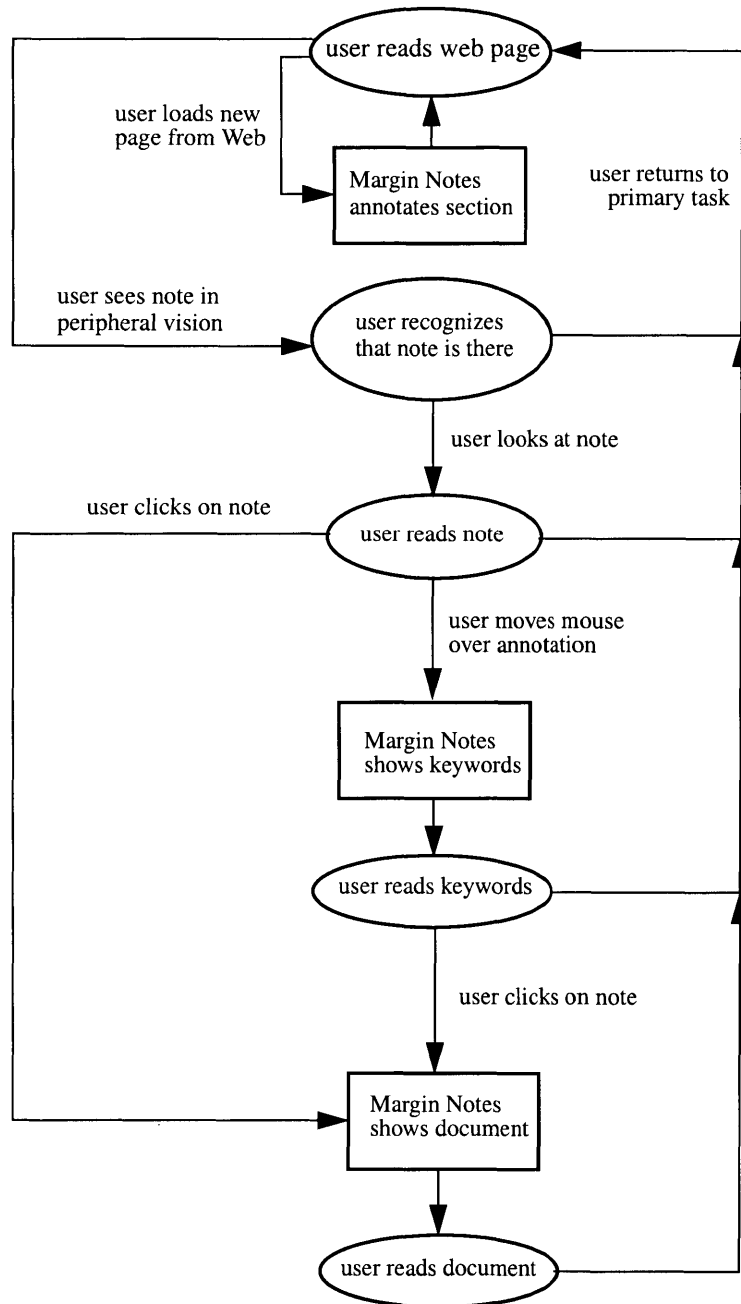 user reads web page
user loads new
page from Web
Margin Notes
annotates section
user returns to
primary task
user sees note in
peripheral vision
user recognizes
that note is there
user looks at note
user clicks on note
user reads note
user moves mouse
over annotation
Margin Notes
shows keywords
user reads keywords
user clicks on note
Margin Notes
shows document
user reads document